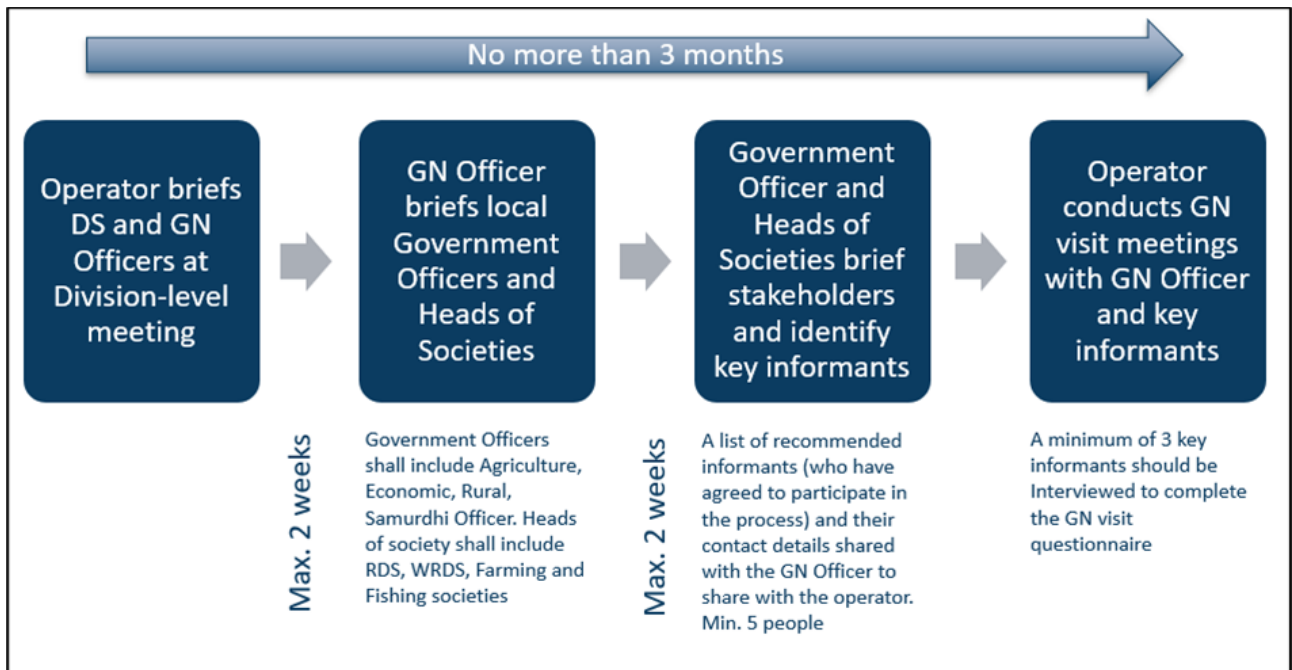 No more than 3 months
Operator briefs
DS and GN
Officers at
Division-level
meeting
GN Officer
briefs local
Government
Officers and
Heads of
Societies
Government
Officer and
Heads of
Societies brief
stakeholders
and identify
key informants
Operator
conducts GN
visit meetings
with GN Officer
and key
informants
Max. 2 weeks
Government Officers
shall include Agriculture,
Economic, Rural,
Samurdhi Officer. Heads
of society shall include
RDS, WRDS, Farming and
Fishing societies
Max. 2 weeks
A list of recommended
informants (who have
agreed to participate in
the process) and their
contact details shared
with the GN Officer to
share with the operator.
Min. 5 people
A minimum of 3 key
informants should be
Interviewed to complete
the GN visit
questionnaire